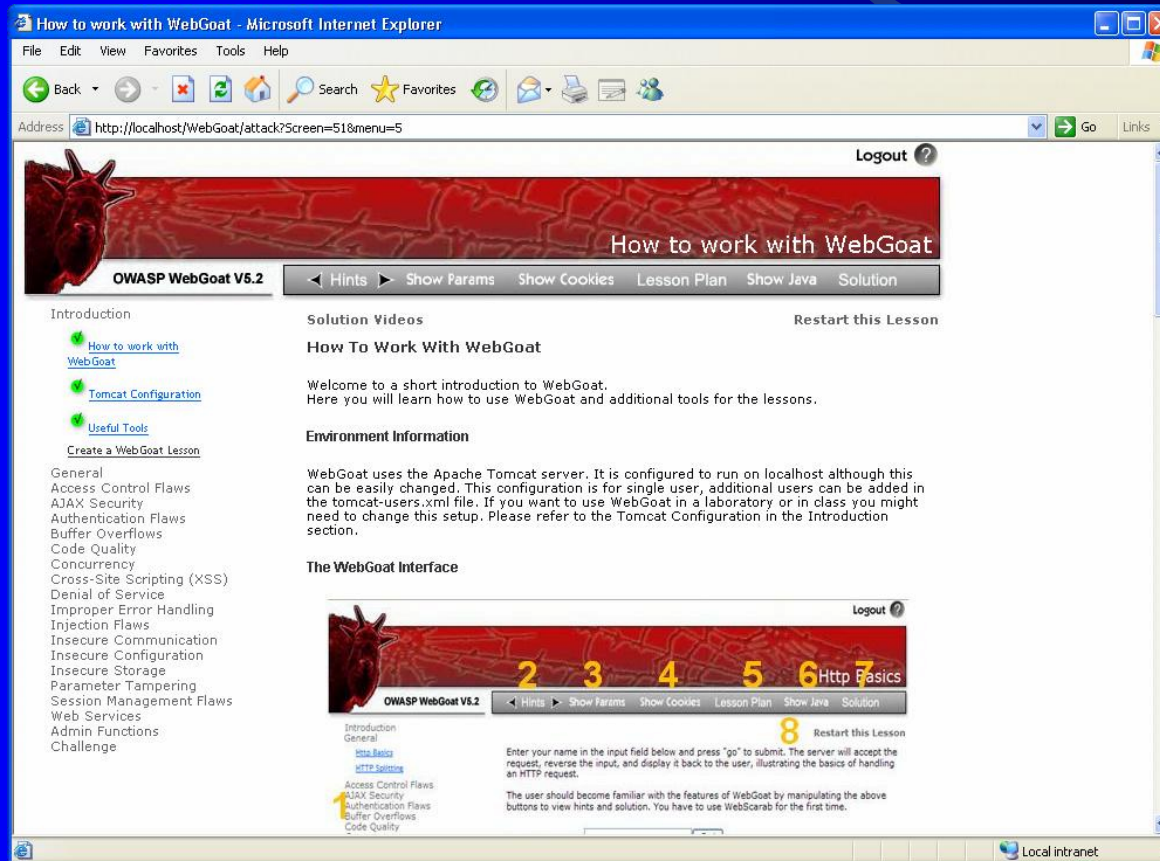 How to work with WebGoat - Microsoft Internet Explorer
File Edit View Favorites Tools Help
Back Search Favorites
Address http://localhost/WebGoat/attack?Screen=51&menu=5 Go Links
Logout ?
How to work with WebGoat
OWASP WebGoat V5.2 Hints Show Params Show Cookies Lesson Plan Show Java Solution
Introduction
How to work with
WebGoat
Tomcat Configuration
Useful Tools
Create a WebGoat Lesson
General
Access Control Flaws
AJAX Security
Authentication Flaws
Buffer Overflows
Code Quality
Concurrency
Cross-Site Scripting (XSS)
Denial of Service
Improper Error Handling
Injection Flaws
Insecure Communication
Insecure Configuration
Insecure Storage
Parameter Tampering
Session Management Flaws
Web Services
Admin Functions
Challenge
Solution Videos Restart this Lesson
How To Work With WebGoat
Welcome to a short introduction to WebGoat.
Here you will learn how to use WebGoat and additional tools for the lessons.
Environment Information
WebGoat uses the Apache Tomcat server. It is configured to run on localhost although this
can be easily changed. This configuration is for single user, additional users can be added in
the tomcat-users.xml file. If you want to use WebGoat in a laboratory or in class you might
need to change this setup. Please refer to the Tomcat Configuration in the Introduction
section.
The WebGoat Interface
Logout ?
2 3 4 5 6 7
Http Basics
OWASP WebGoat V5.2 Hints Show Params Show Cookies Lesson Plan Show Java Solution
8 Restart this Lesson
Introduction
General
Http Basics
HTTP Splitting
Access Control Flaws
1 AJAX Security
Authentication Flaws
Buffer Overflows
Code Quality
Enter your name in the input field below and press "go" to submit. The server will accept the
request, reverse the input, and display it back to the user, illustrating the basics of handling
an HTTP request.
The user should become familiar with the features of WebGoat by manipulating the above
buttons to view hints and solution. You have to use WebScarab for the first time.
Local intranet